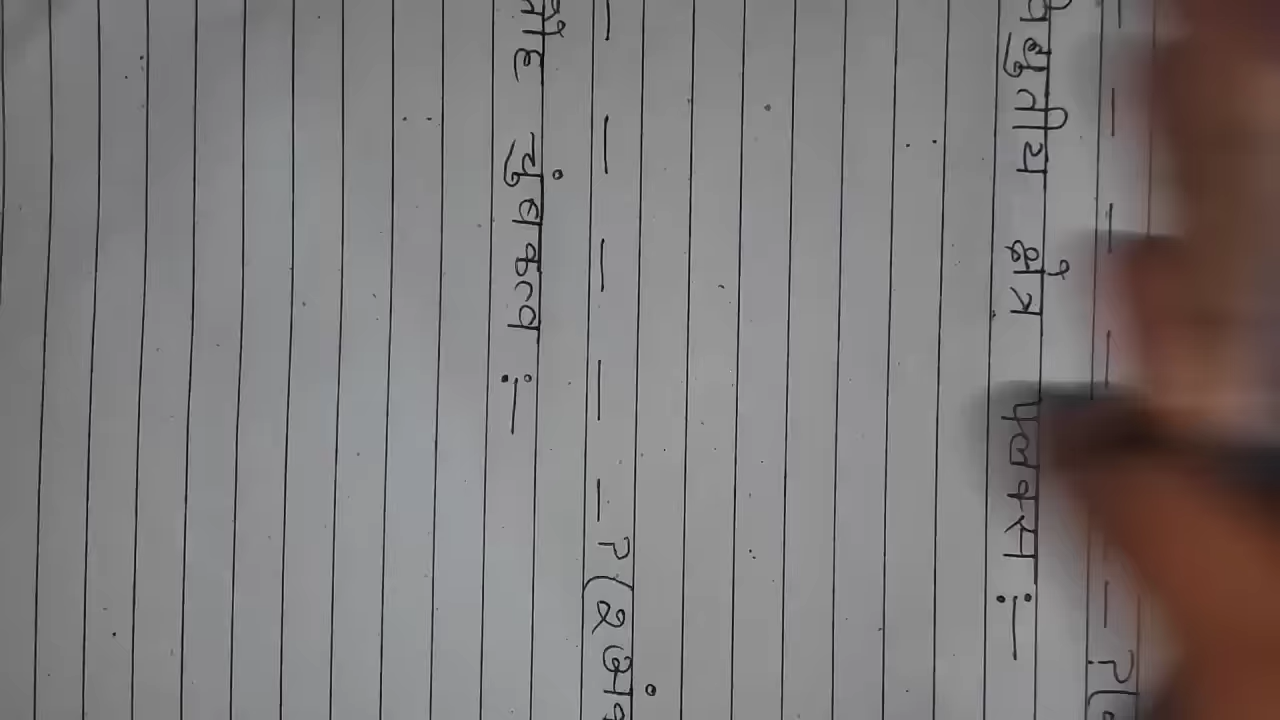 — — — — — ?(
क्षेत्र फ्लक्स :—
— — — — — ?(2 अंक
चुंबकत्व :—